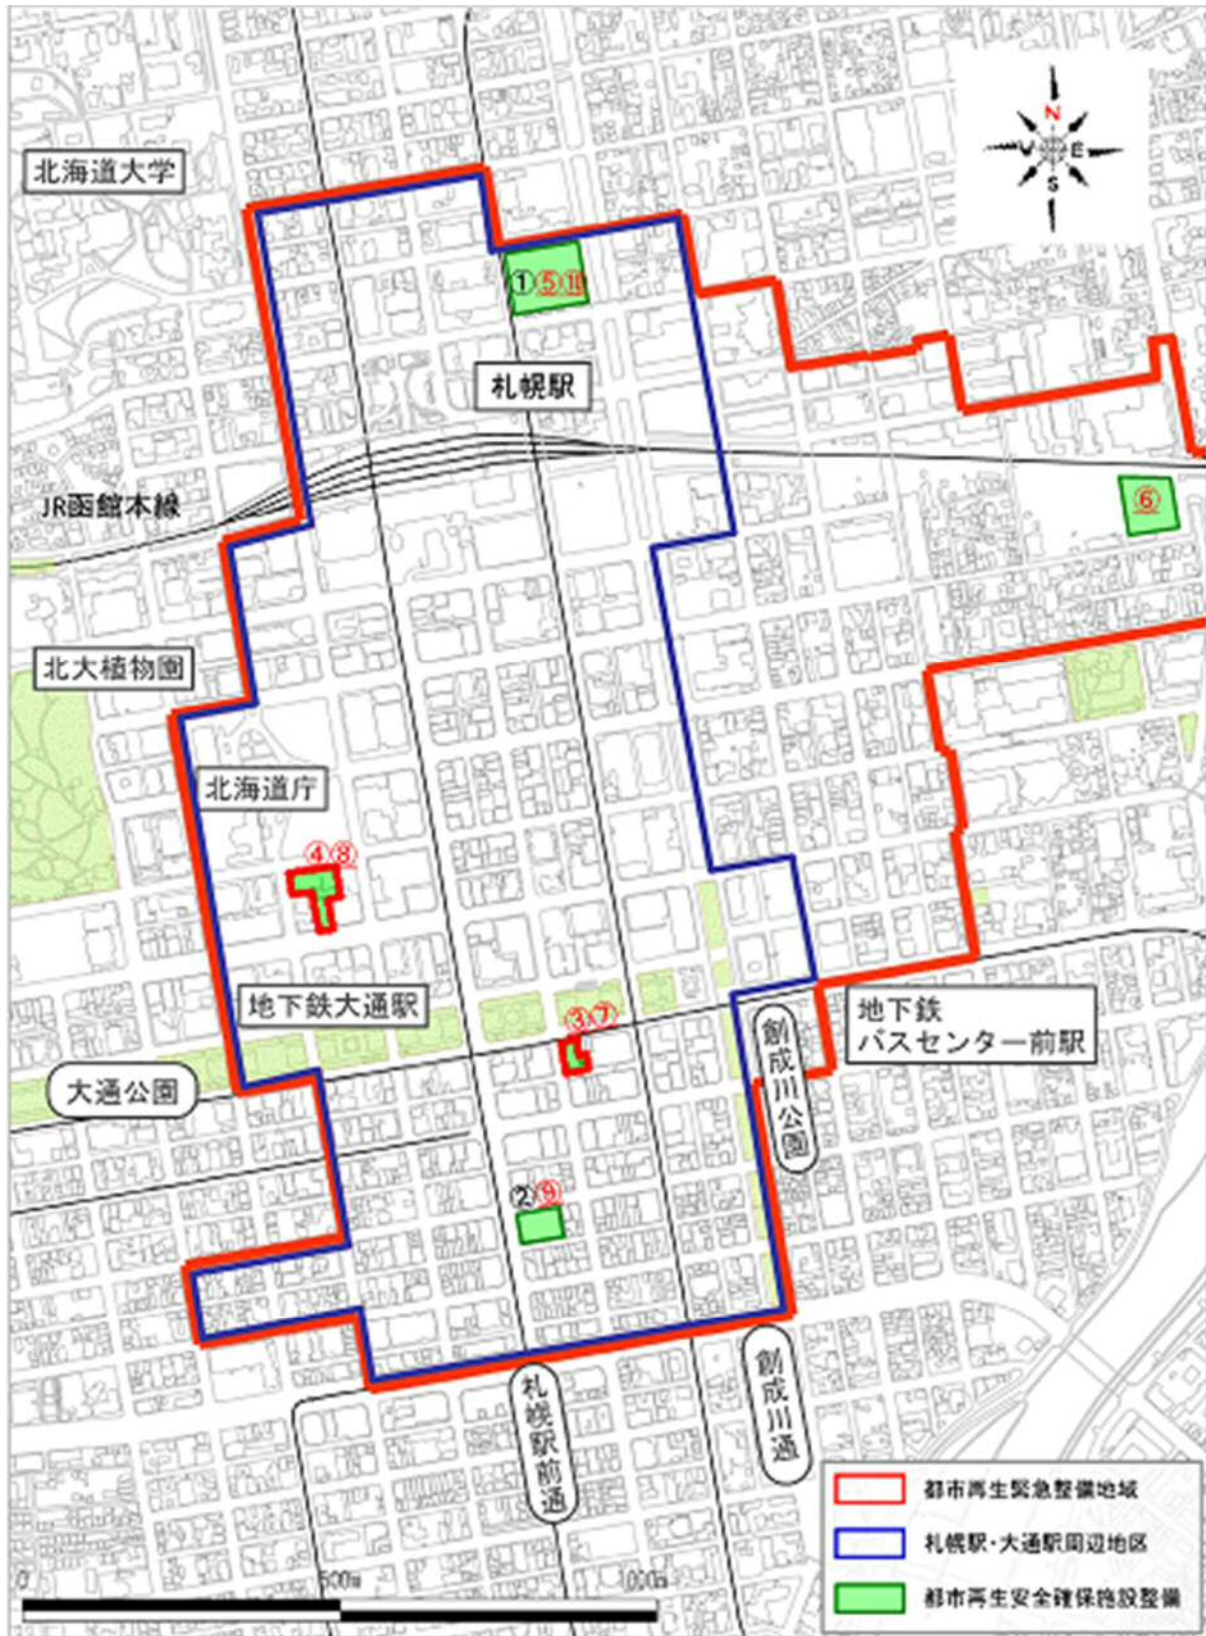 N
W
E
S
北海道大学
①⑤⑩
札幌駅
JR函館本線
⑥
北大植物園
北海道庁
④⑧
地下鉄大通駅
③⑦
地下鉄
バスセンター前駅
創成川公園
大通公園
②⑨
札幌駅前通
創成川通
都市再生緊急整備地域
札幌駅・大通駅周辺地区
都市再生安全確保施設整備
0
500m
1000m